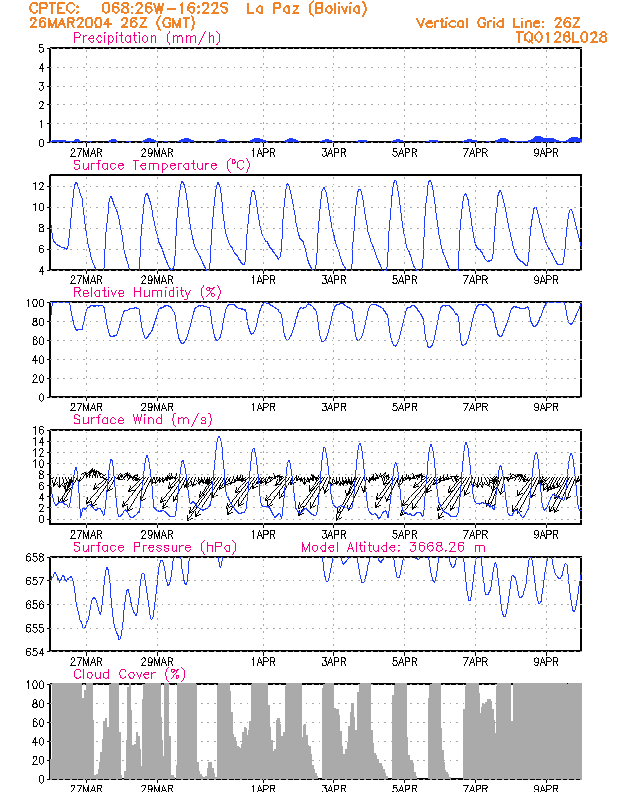 CPTEC: 068:26W-16:22S La Paz (Bolivia)
26MAR2004 26Z (GMT) Vertical Grid Line: 26Z
Precipitation (mm/h) TQ0126L028
5
4
3
2
1
0
27MAR 29MAR 1APR 3APR 5APR 7APR 9APR
Surface Temperature (°C)
12
10
8
6
4
27MAR 29MAR 1APR 3APR 5APR 7APR 9APR
Relative Humidity (%)
100
80
60
40
20
0
27MAR 29MAR 1APR 3APR 5APR 7APR 9APR
Surface Wind (m/s)
16
14
12
10
8
6
4
2
0
27MAR 29MAR 1APR 3APR 5APR 7APR 9APR
Surface Pressure (hPa) Model Altitude: 3668.26 m
658
657
656
655
654
27MAR 29MAR 1APR 3APR 5APR 7APR 9APR
Cloud Cover (%)
100
80
60
40
20
0
27MAR 29MAR 1APR 3APR 5APR 7APR 9APR